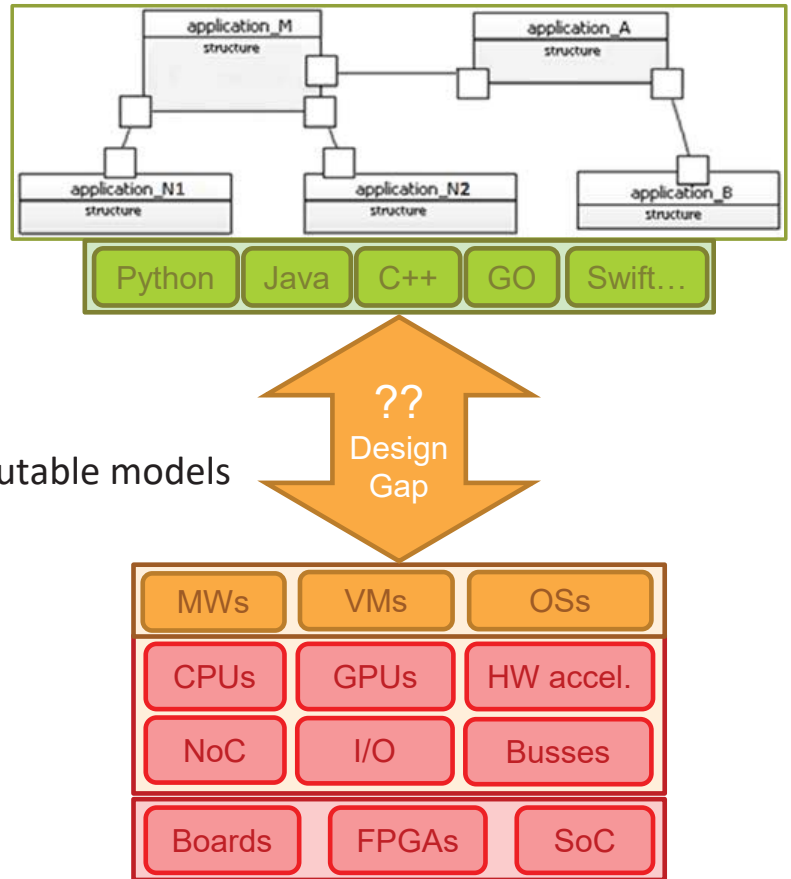 application_M
structure
application_A
structure
application_N1
structure
application_N2
structure
application_B
structure
Python Java C++ GO Swift...
??
Design
Gap
utable models
MWs VMs OSs
CPUs GPUs HW accel.
NoC I/O Busses
Boards FPGAs SoC